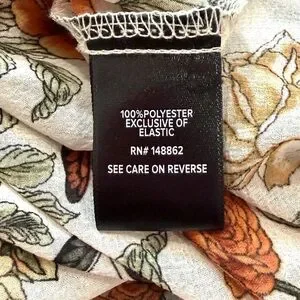 100%POLYESTER
EXCLUSIVE OF
ELASTIC
RN# 148862
SEE CARE ON REVERSE